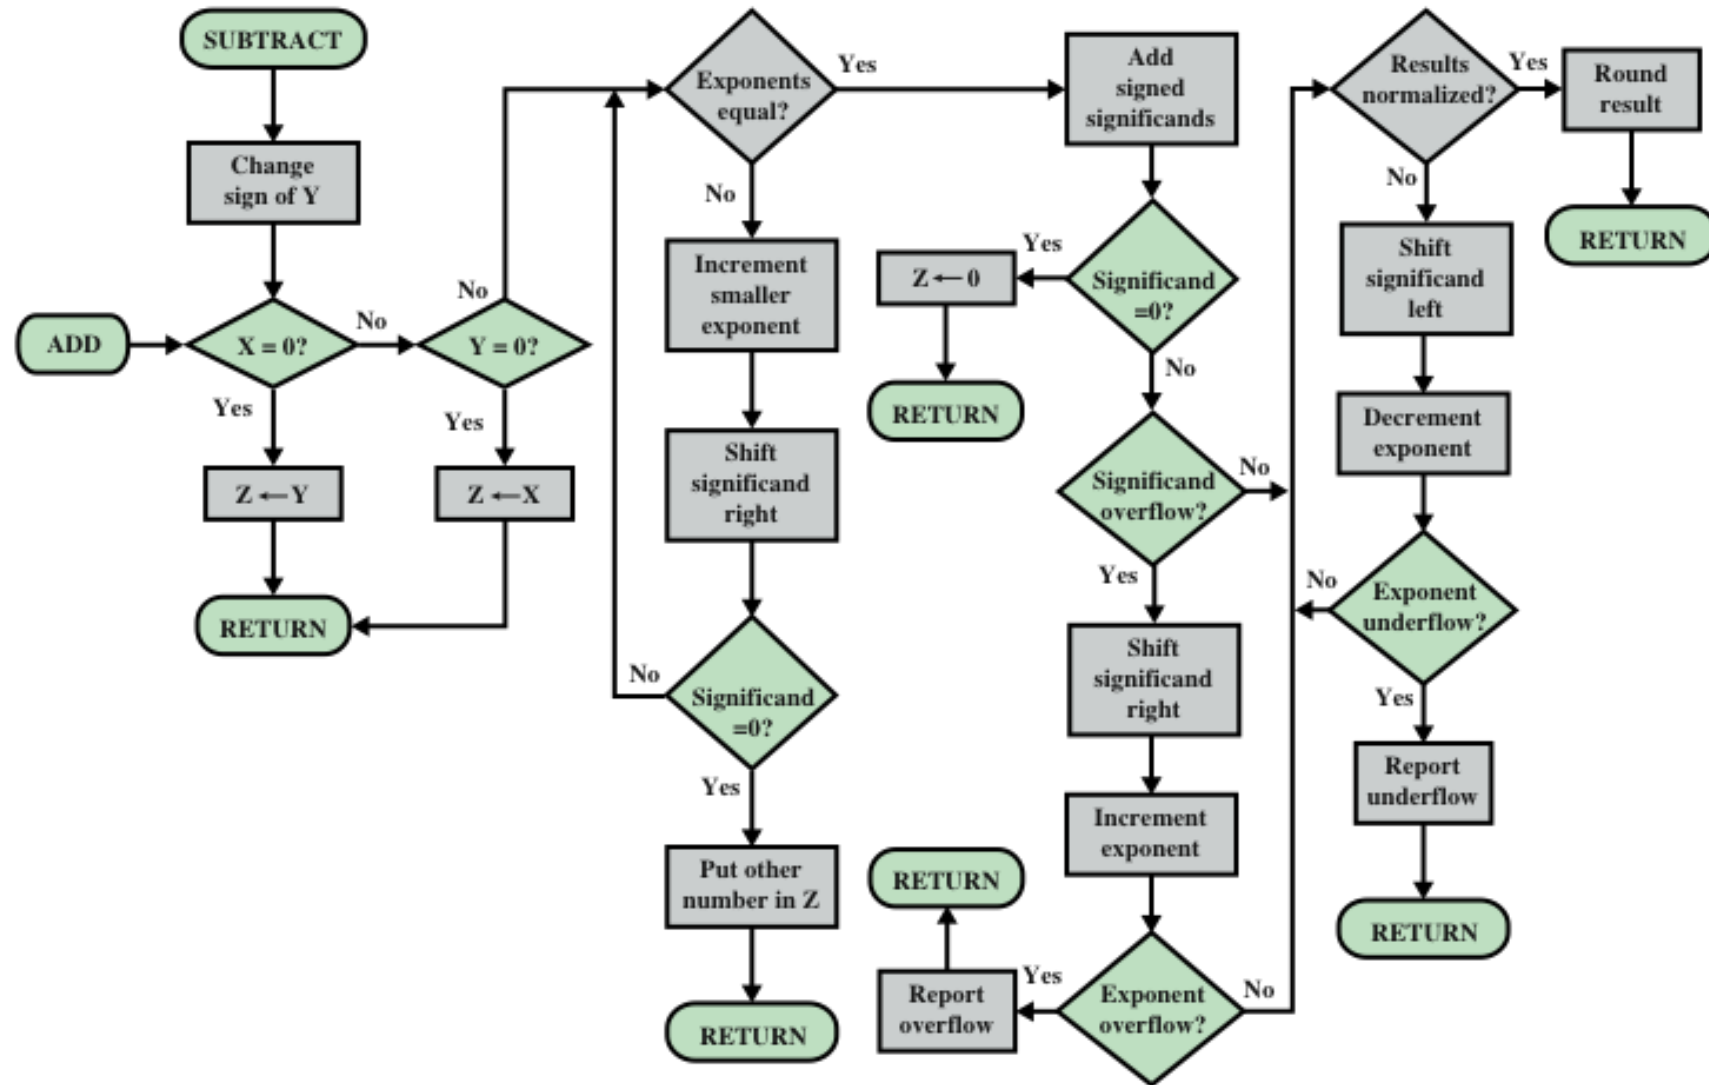 SUBTRACT
Change
sign of Y
ADD
X = 0?
No
Yes
Z ← Y
RETURN
Y = 0?
No
Yes
Z ← X
Exponents
equal?
Yes
No
Increment
smaller
exponent
Shift
significand
right
Significand
=0?
No
Yes
Put other
number in Z
RETURN
Add
signed
significands
Significand
=0?
Yes
Z ← 0
RETURN
No
Significand
overflow?
No
Yes
Shift
significand
right
Increment
exponent
Exponent
overflow?
Yes
Report
overflow
RETURN
No
Results
normalized?
Yes
Round
result
RETURN
No
Shift
significand
left
Decrement
exponent
Exponent
underflow?
No
Yes
Report
underflow
RETURN